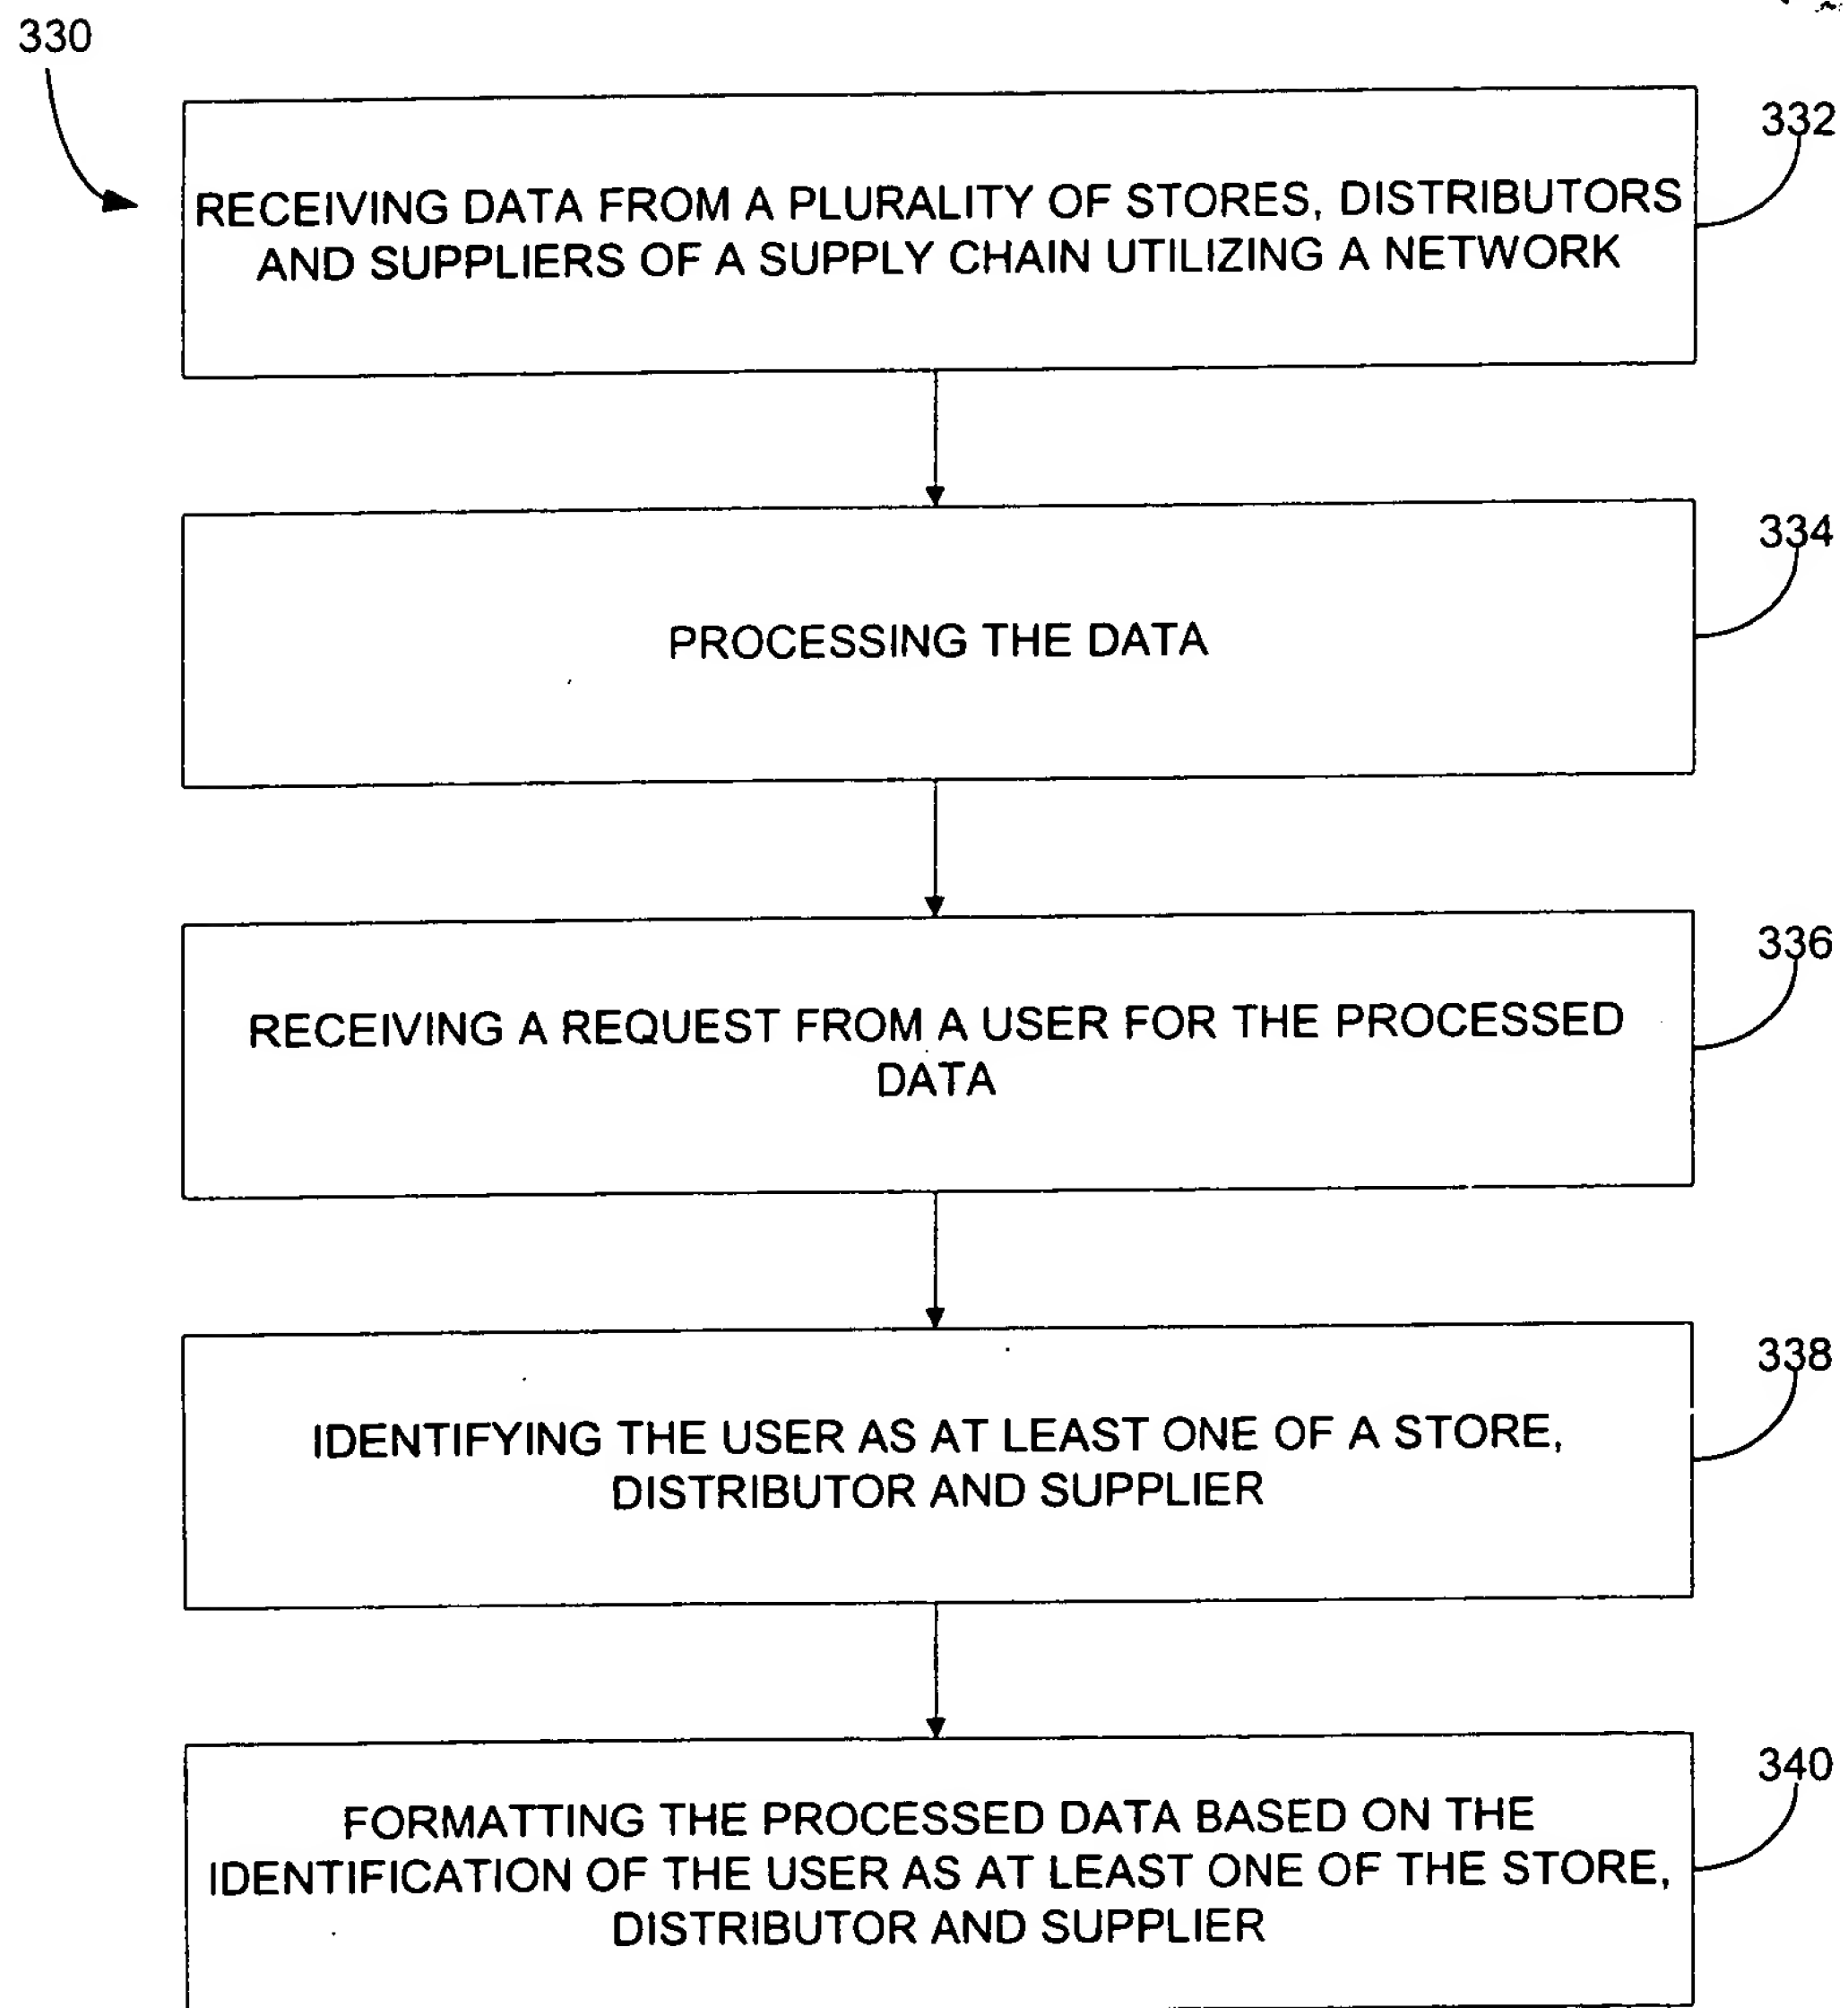 330
332
RECEIVING DATA FROM A PLURALITY OF STORES, DISTRIBUTORS
AND SUPPLIERS OF A SUPPLY CHAIN UTILIZING A NETWORK
334
PROCESSING THE DATA
336
RECEIVING A REQUEST FROM A USER FOR THE PROCESSED
DATA
338
IDENTIFYING THE USER AS AT LEAST ONE OF A STORE,
DISTRIBUTOR AND SUPPLIER
340
FORMATTING THE PROCESSED DATA BASED ON THE
IDENTIFICATION OF THE USER AS AT LEAST ONE OF THE STORE,
DISTRIBUTOR AND SUPPLIER